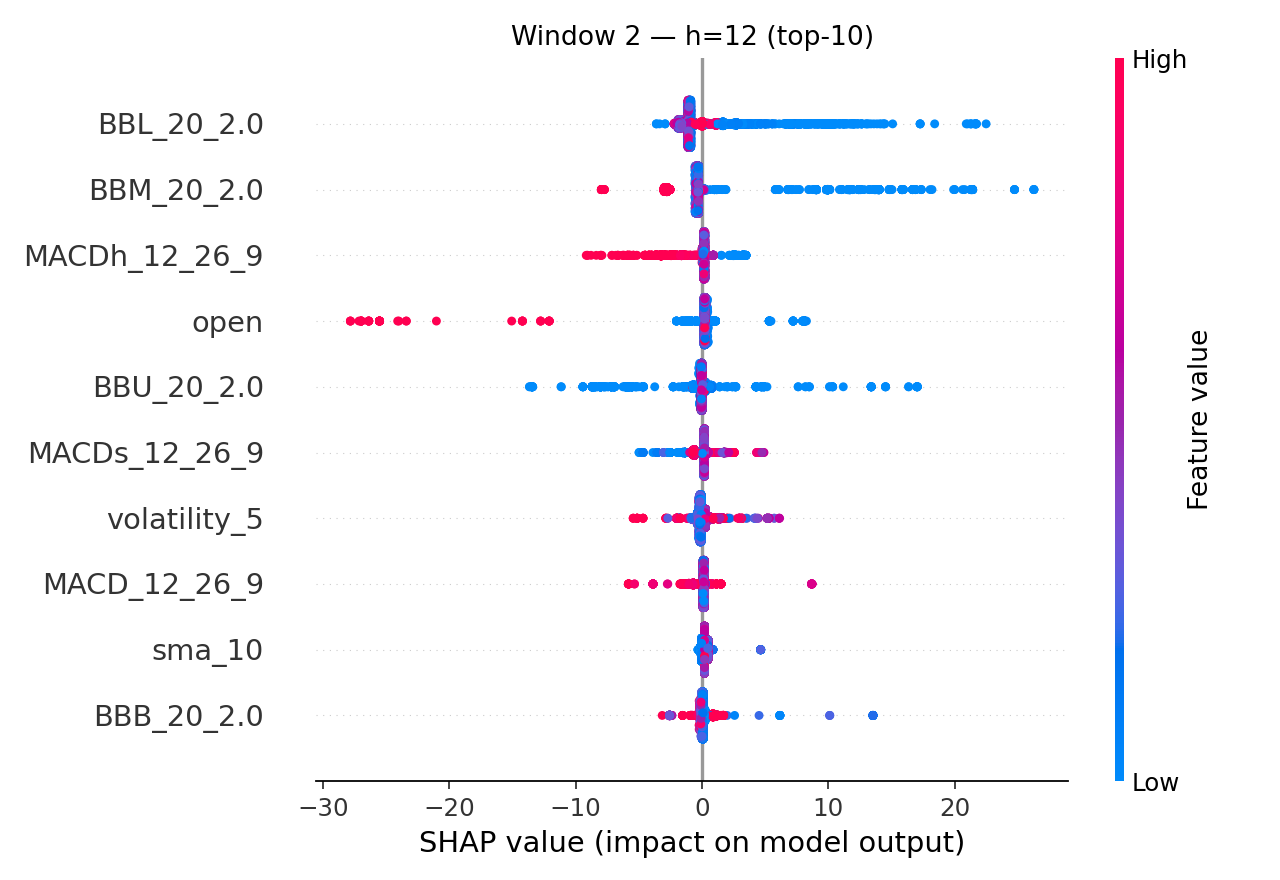 Window 2 — h=12 (top-10)
High
BBL_20_2.0
BBM_20_2.0
MACDh_12_26_9
open
BBU_20_2.0
MACDs_12_26_9
volatility_5
MACD_12_26_9
sma_10
BBB_20_2.0
Feature value
Low
−30 −20 −10 0 10 20
SHAP value (impact on model output)